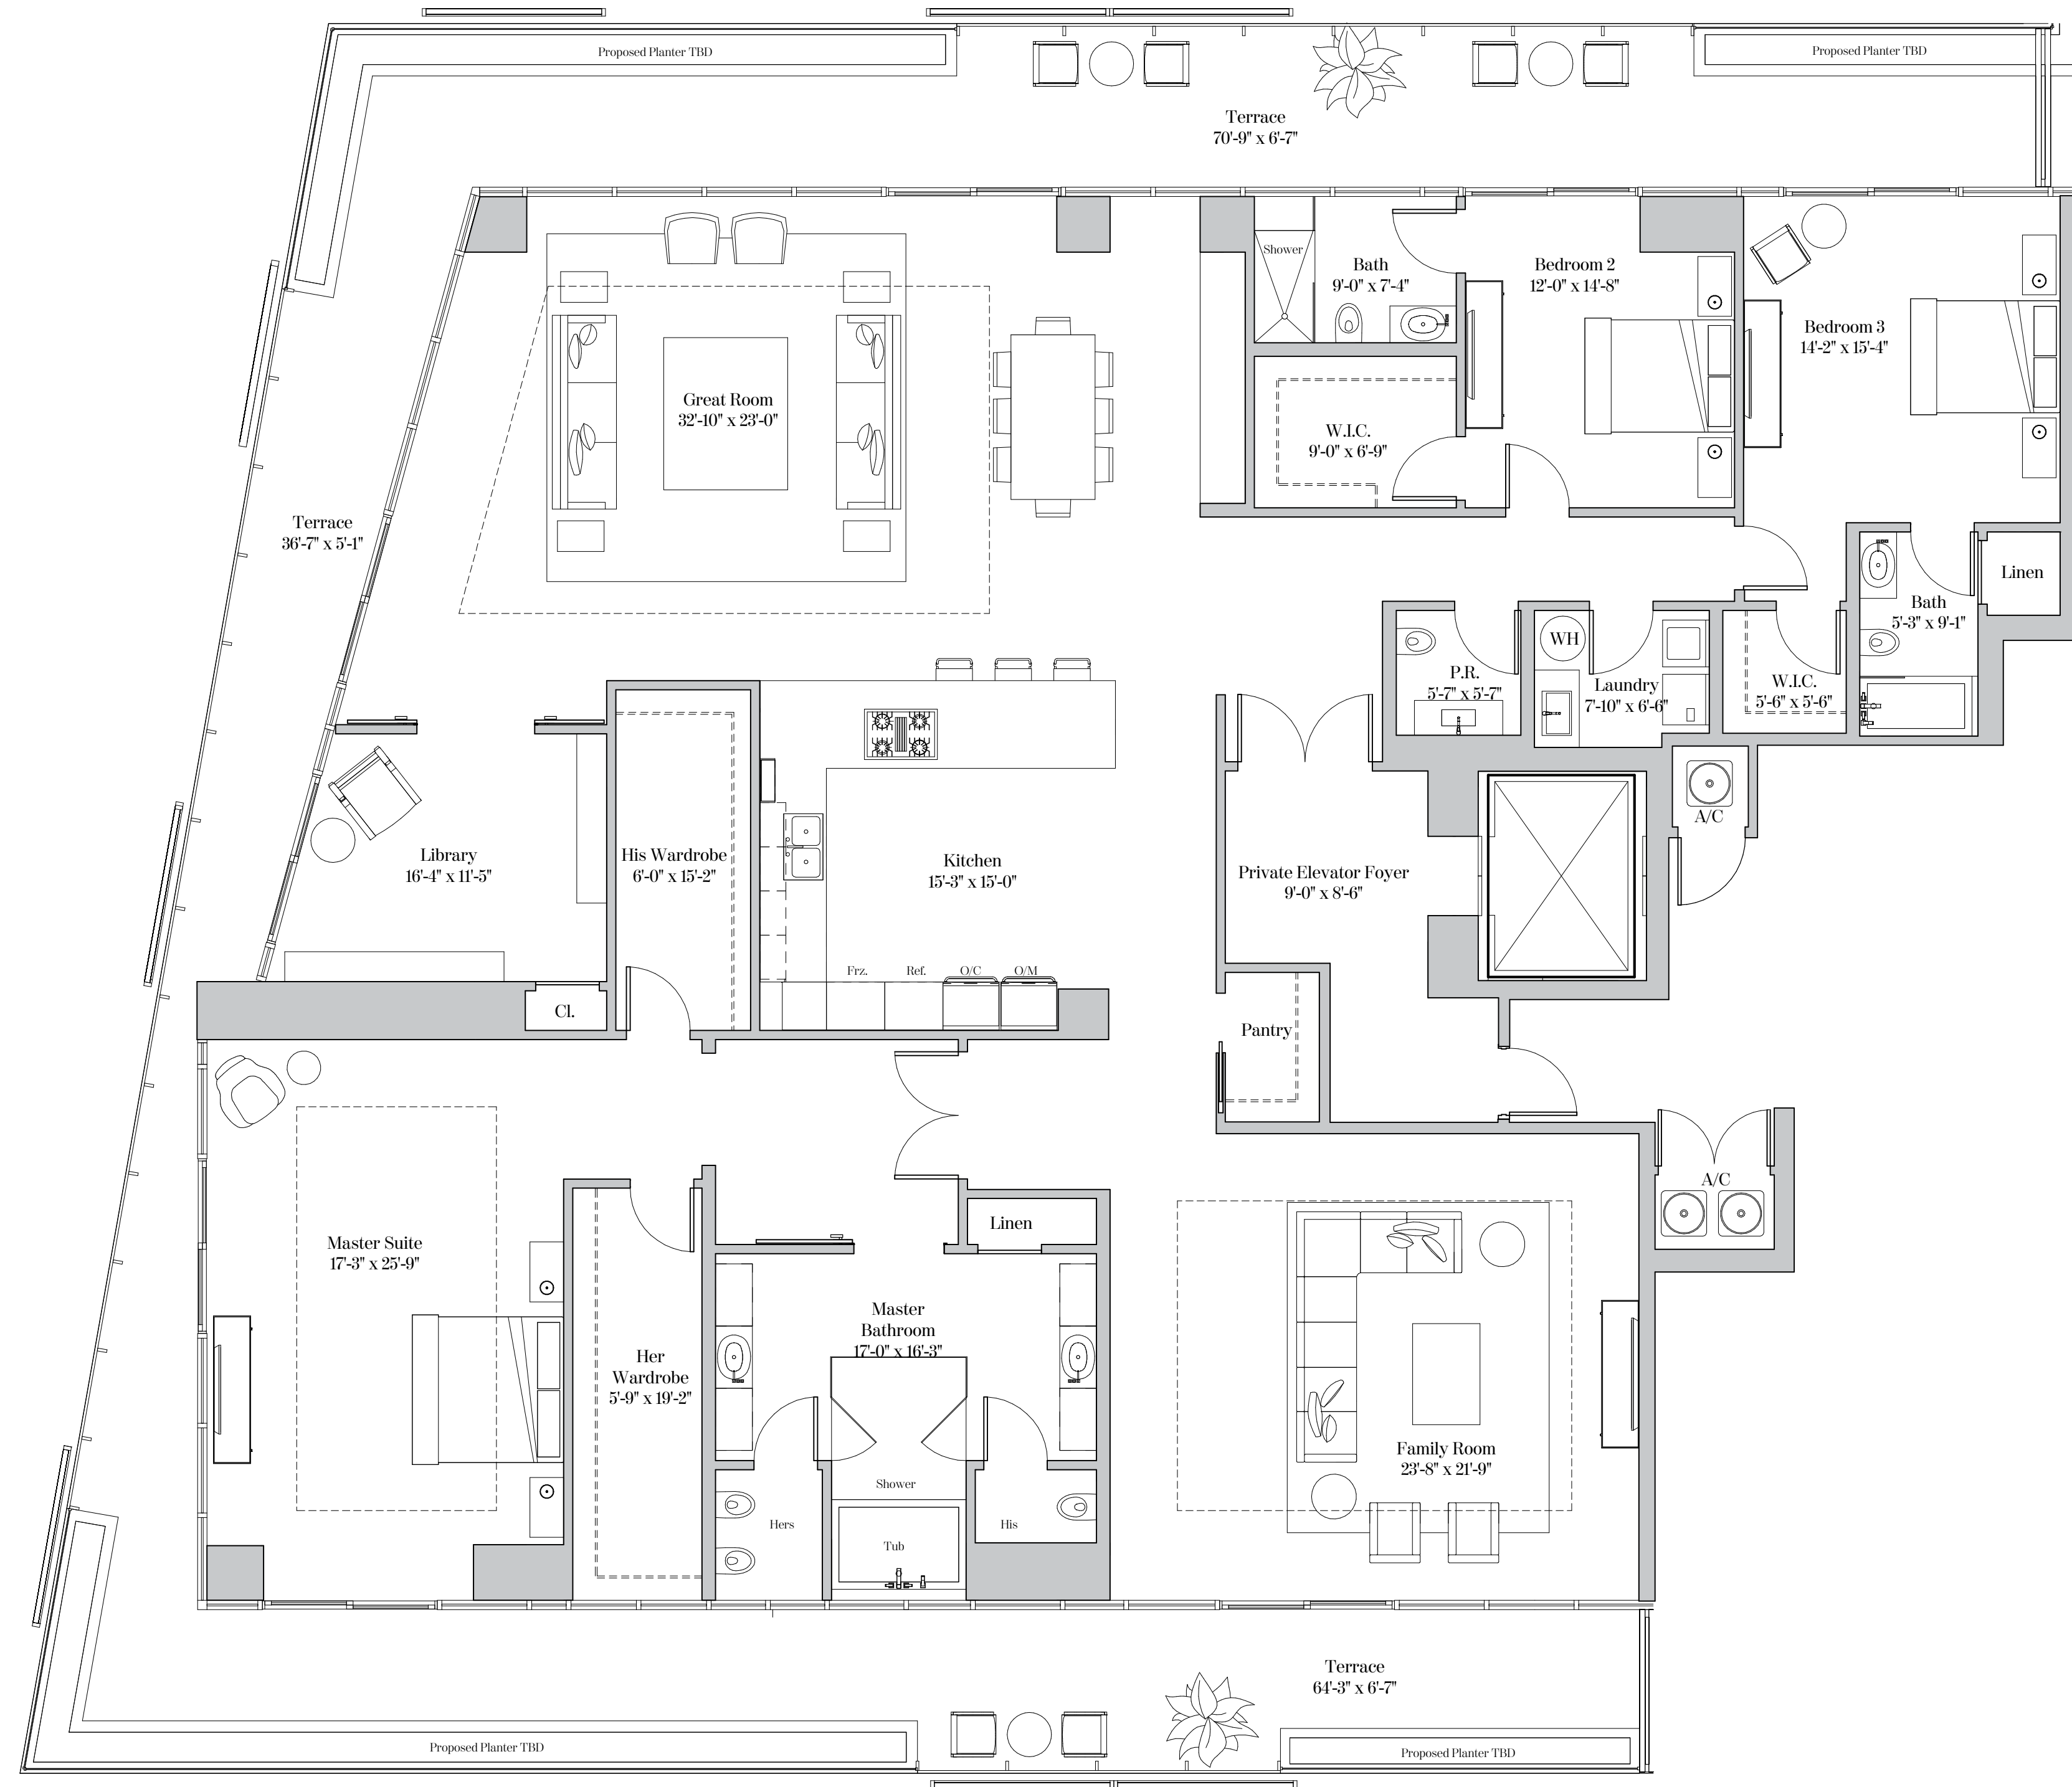 Proposed Planter TBD
Proposed Planter TBD
Terrace
70'-9" x 6'-7"
Shower
Bath
9'-0" x 7'-4"
Bedroom 2
12'-0" x 14'-8"
Bedroom 3
14'-2" x 15'-4"
Great Room
32'-10" x 23'-0"
W.I.C.
9'-0" x 6'-9"
Terrace
36'-7" x 5'-1"
Linen
Bath
5'-3" x 9'-1"
WH
P.R.
5'-7" x 5'-7"
Laundry
7'-10" x 6'-6"
W.I.C.
5'-6" x 5'-6"
A/C
Library
16'-4" x 11'-5"
His Wardrobe
6'-0" x 15'-2"
Kitchen
15'-3" x 15'-0"
Private Elevator Foyer
9'-0" x 8'-6"
Frz.
Ref.
O/C
O/M
Cl.
Pantry
A/C
Linen
Master Suite
17'-3" x 25'-9"
Master
Bathroom
17'-0" x 16'-3"
Her
Wardrobe
5'-9" x 19'-2"
Family Room
23'-8" x 21'-9"
Shower
Hers
His
Tub
Terrace
64'-3" x 6'-7"
Proposed Planter TBD
Proposed Planter TBD